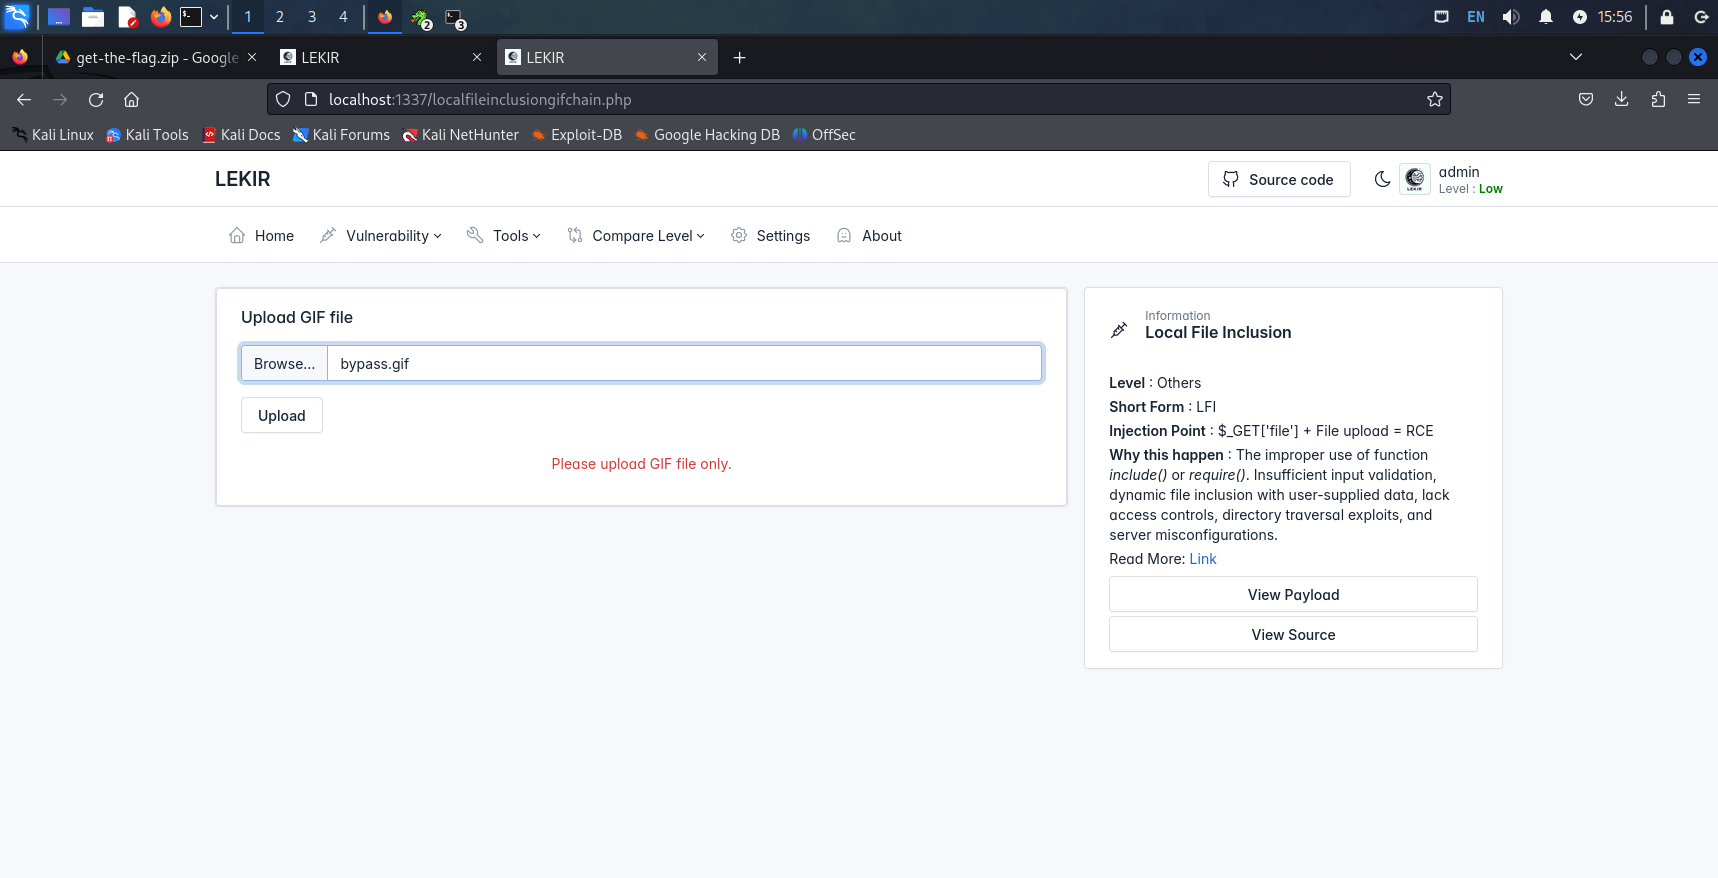 1 2 3 4 2 3 EN 15:56
get-the-flag.zip - Google LEKIR LEKIR
localhost:1337/localfileinclusiongifchain.php
Kali Linux Kali Tools Kali Docs Kali Forums Kali NetHunter Exploit-DB Google Hacking DB OffSec
LEKIR Source code admin
Level : Low
Home Vulnerability Tools Compare Level Settings About
Upload GIF file
Browse... bypass.gif
Upload
Please upload GIF file only.
Information
Local File Inclusion
Level : Others
Short Form : LFI
Injection Point : $_GET['file'] + File upload = RCE
Why this happen : The improper use of function
include() or require(). Insufficient input validation,
dynamic file inclusion with user-supplied data, lack
access controls, directory traversal exploits, and
server misconfigurations.
Read More: Link
View Payload
View Source